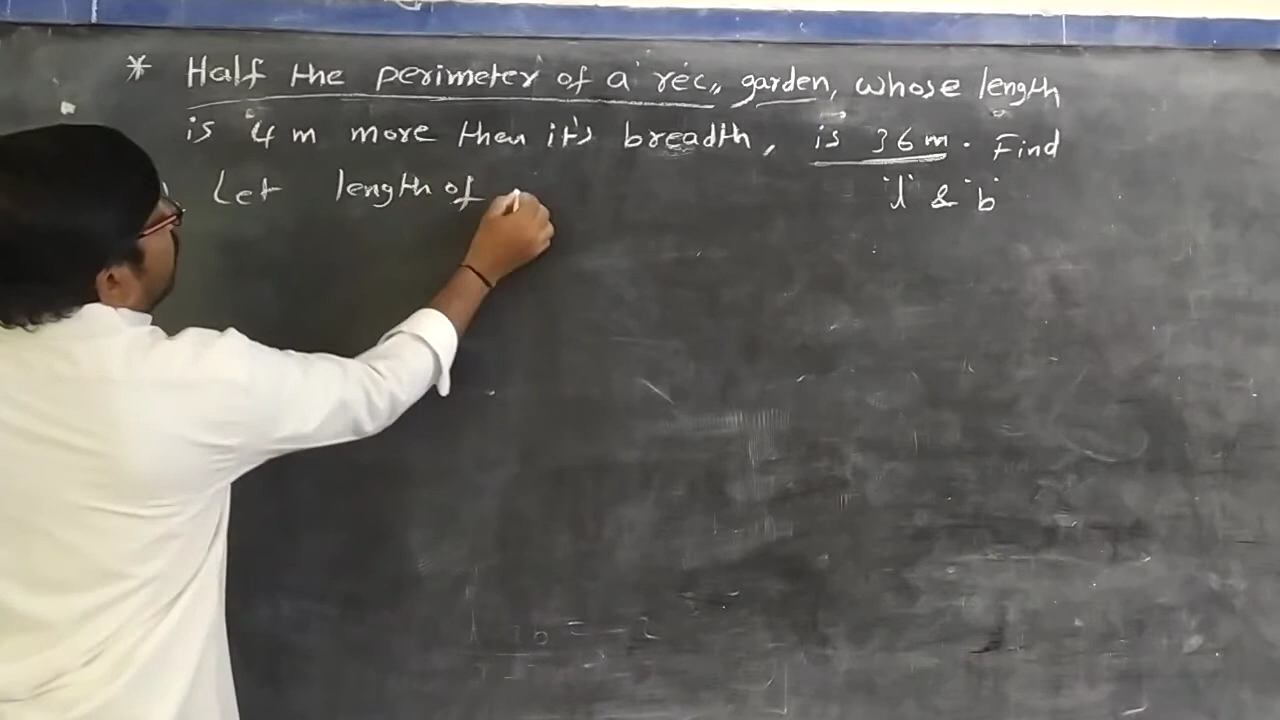 * Half the perimeter of a rec,, garden, whose length
is 4 m more then it's breadth, is 36m. Find
Let length of
'l' & 'b'